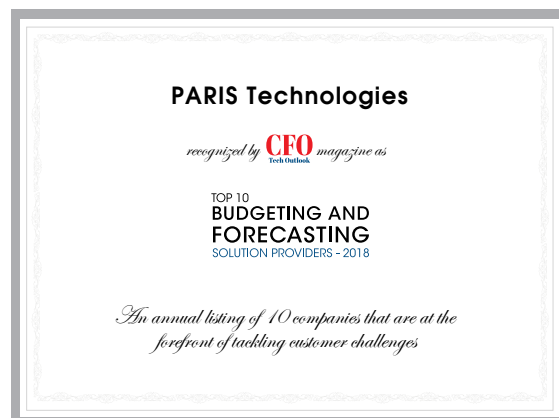 PARIS Technologies
recognized by CFO magazine as
Tech Outlook
TOP 10
BUDGETING AND
FORECASTING
SOLUTION PROVIDERS - 2018
An annual listing of 10 companies that are at the
forefront of tackling customer challenges